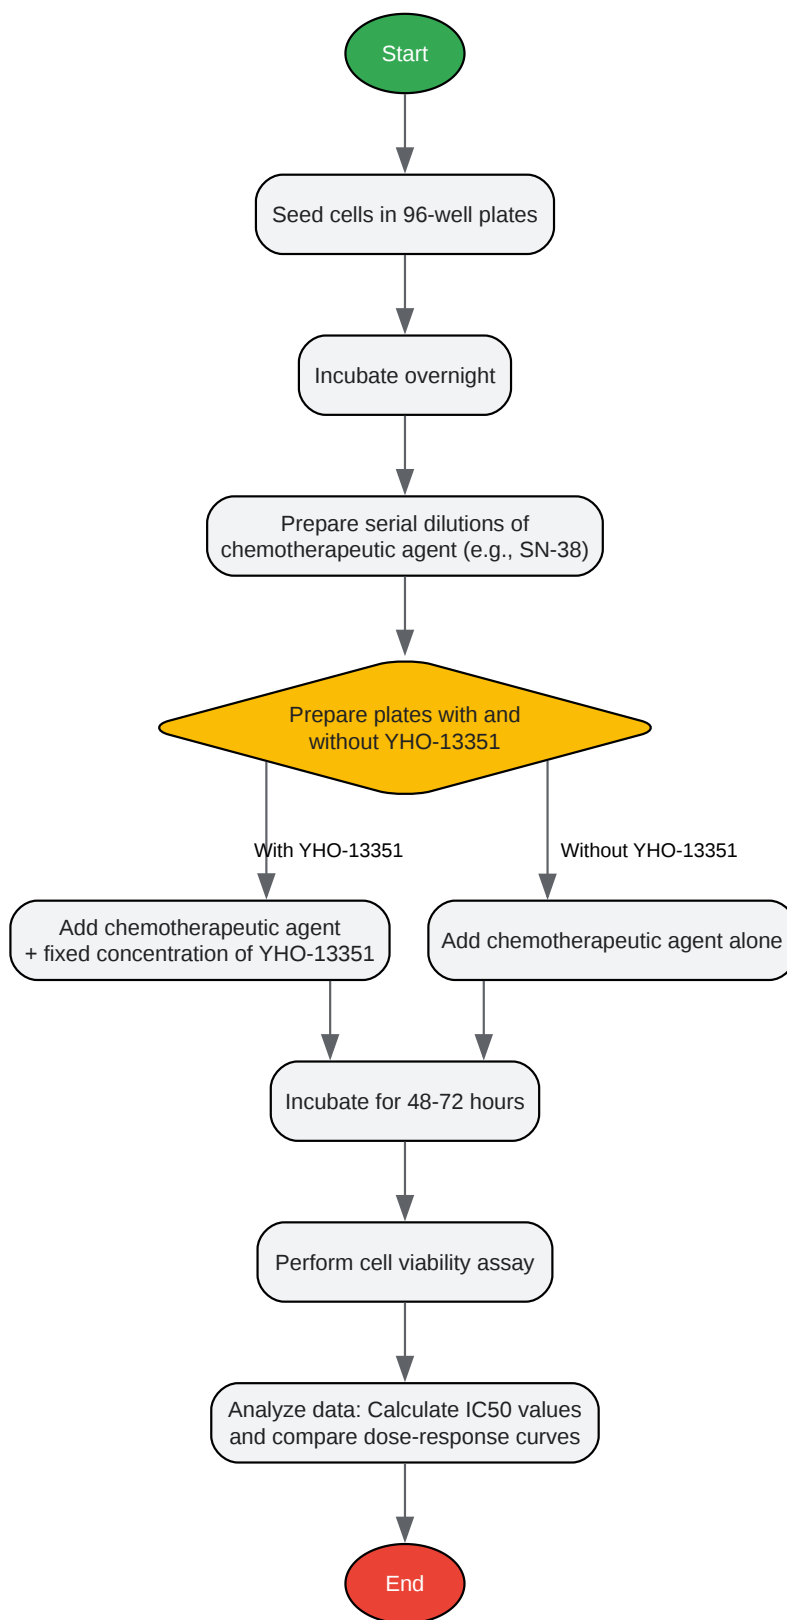 Start
Seed cells in 96-well plates
Incubate overnight
Prepare serial dilutions of
chemotherapeutic agent (e.g., SN-38)
Prepare plates with and
without YHO-13351
With YHO-13351
Without YHO-13351
Add chemotherapeutic agent
+ fixed concentration of YHO-13351
Add chemotherapeutic agent alone
Incubate for 48-72 hours
Perform cell viability assay
Analyze data: Calculate IC50 values
and compare dose-response curves
End